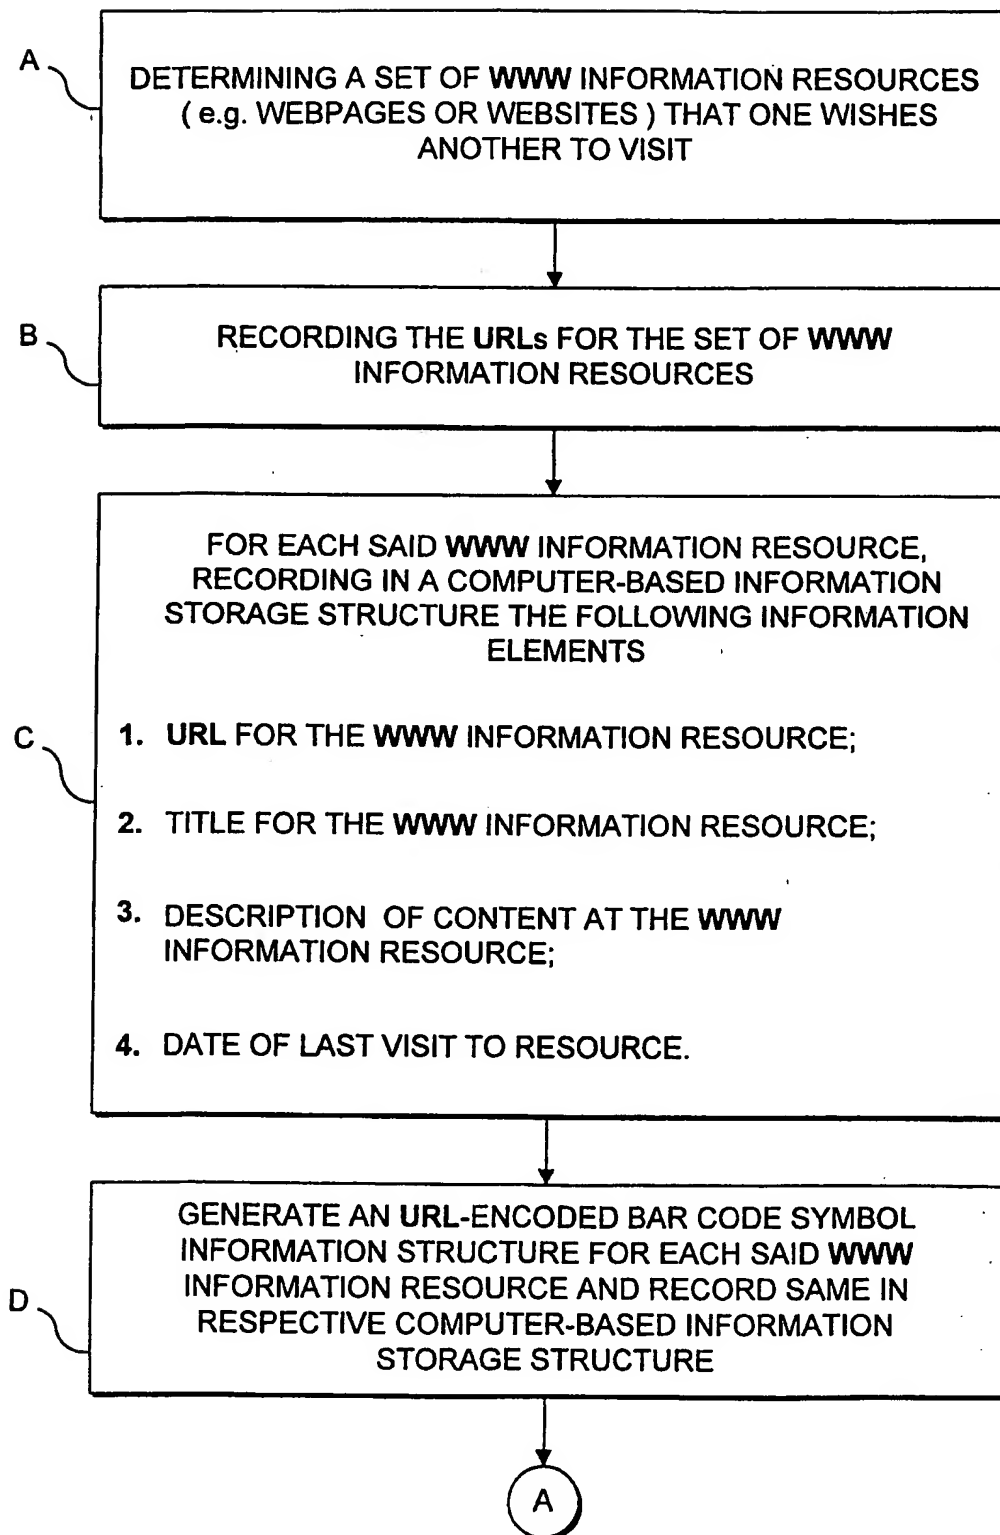 A
DETERMINING A SET OF WWW INFORMATION RESOURCES
( e.g. WEBPAGES OR WEBSITES ) THAT ONE WISHES
ANOTHER TO VISIT
B
RECORDING THE URLs FOR THE SET OF WWW
INFORMATION RESOURCES
FOR EACH SAID WWW INFORMATION RESOURCE,
RECORDING IN A COMPUTER-BASED INFORMATION
STORAGE STRUCTURE THE FOLLOWING INFORMATION
ELEMENTS
C
1. URL FOR THE WWW INFORMATION RESOURCE;
2. TITLE FOR THE WWW INFORMATION RESOURCE;
3. DESCRIPTION OF CONTENT AT THE WWW
INFORMATION RESOURCE;
4. DATE OF LAST VISIT TO RESOURCE.
D
GENERATE AN URL-ENCODED BAR CODE SYMBOL
INFORMATION STRUCTURE FOR EACH SAID WWW
INFORMATION RESOURCE AND RECORD SAME IN
RESPECTIVE COMPUTER-BASED INFORMATION
STORAGE STRUCTURE
A